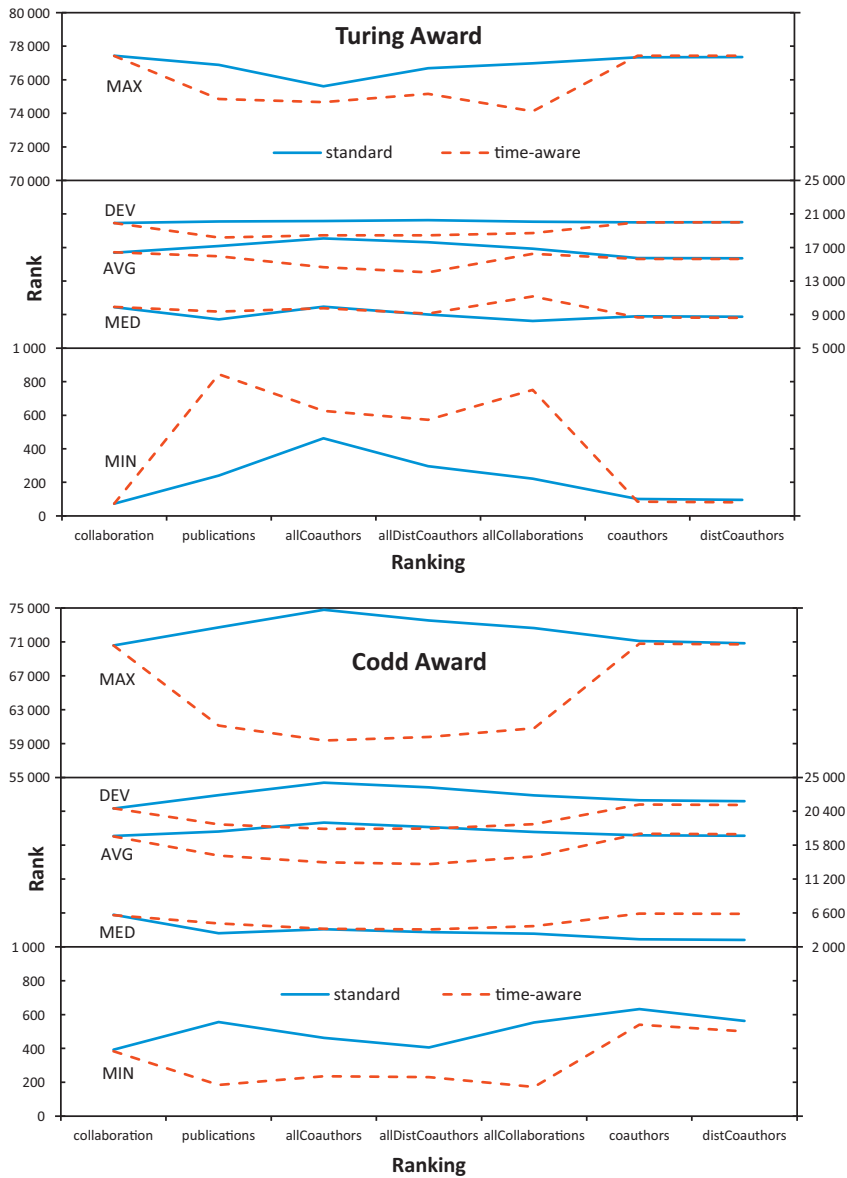 80 000
Turing Award
78 000
76 000
MAX
74 000
72 000
standard
time-aware
70 000
25 000
DEV
21 000
17 000
AVG
13 000
MED
9 000
1 000
5 000
Rank
800
600
MIN
400
200
0
collaboration publications allCoauthors allDistCoauthors allCollaborations coauthors distCoauthors
Ranking
75 000
71 000
Codd Award
MAX
67 000
63 000
59 000
55 000
25 000
DEV
20 400
AVG
15 800
11 200
6 600
MED
1 000
2 000
Rank
standard
time-aware
800
600
400
MIN
200
0
collaboration publications allCoauthors allDistCoauthors allCollaborations coauthors distCoauthors
Ranking